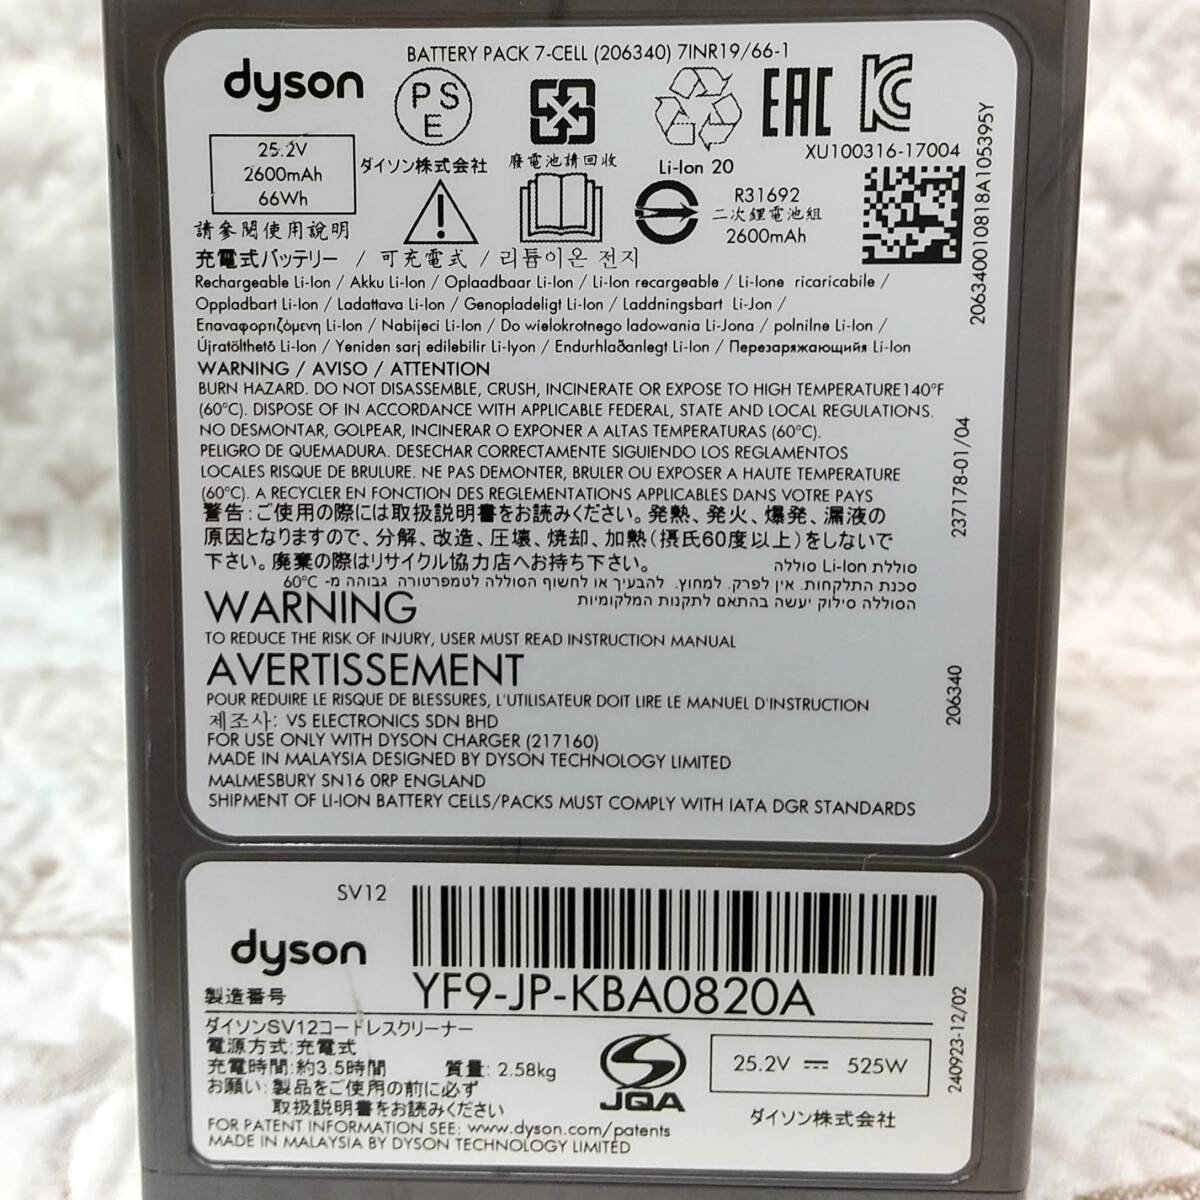 BATTERY PACK 7-CELL (206340) 7INR19/66-1
dyson
PS
E
EAC
25.2V
2600mAh
66Wh
ダイソン株式会社
廢電池請回收
Li-Ion 20
XU100316-17004
R31692
二次鋰電池組
2600mAh
請參閱使用說明
充電式バッテリー / 可充電式 / 리튬이온 전지
Rechargeable Li-Ion / Akku Li-Ion / Oplaadbaar Li-Ion / Li-Ion recargeable / Li-Ione ricaricabile /
Oppladbart Li-Ion / Ladattava Li-Ion / Genopladeligt Li-Ion / Laddningsbart Li-Jon /
Επαναφορτιζόμενη Li-Ion / Nabijeci Li-Ion / Do wielokrotnego ladowania Li-Jona / polnilne Li-Ion /
Újratölthető Li-Ion / Yeniden sarj edilebilir Li-Iyon / Endurhlaðanlegt Li-Ion / Перезаряжающийя Li-Ion
WARNING / AVISO / ATTENTION
BURN HAZARD. DO NOT DISASSEMBLE, CRUSH, INCINERATE OR EXPOSE TO HIGH TEMPERATURE 140°F
(60°C). DISPOSE OF IN ACCORDANCE WITH APPLICABLE FEDERAL, STATE AND LOCAL REGULATIONS.
NO DESMONTAR, GOLPEAR, INCINERAR O EXPONER A ALTAS TEMPERATURAS (60°C).
PELIGRO DE QUEMADURA. DESECHAR CORRECTAMENTE SIGUIENDO LOS REGLAMENTOS
LOCALES RISQUE DE BRULURE. NE PAS DEMONTER, BRULER OU EXPOSER A HAUTE TEMPERATURE
(60°C). A RECYCLER EN FONCTION DES REGLEMENTATIONS APPLICABLES DANS VOTRE PAYS
警告:ご使用の際には取扱説明書をお読みください。発熱、発火、爆発、漏液の
原因となりますので、分解、改造、圧壊、焼却、加熱(摂氏60度以上)をしないで
下さい。廃棄の際はリサイクル協力店へお持ち下さい。
סוללת Li-Ion סוללה
סכנת התלקחות. אין לפרק, למחוץ, להבעיר או לחשוף הסוללה לטמפרטורה גבוהה מ- 60°C
הסוללה סילוק יעשה בהתאם לתקנות המלקומיות
WARNING
TO REDUCE THE RISK OF INJURY, USER MUST READ INSTRUCTION MANUAL
AVERTISSEMENT
POUR REDUIRE LE RISQUE DE BLESSURES, L'UTILISATEUR DOIT LIRE LE MANUEL D'INSTRUCTION
제조사: VS ELECTRONICS SDN BHD
FOR USE ONLY WITH DYSON CHARGER (217160)
MADE IN MALAYSIA DESIGNED BY DYSON TECHNOLOGY LIMITED
MALMESBURY SN16 0RP ENGLAND
SHIPMENT OF LI-ION BATTERY CELLS/PACKS MUST COMPLY WITH IATA DGR STANDARDS
206340010818A105395Y
237178-01/04
206340
SV12
dyson
製造番号
YF9-JP-KBA0820A
ダイソンSV12コードレスクリーナー
電源方式:充電式
充電時間:約3.5時間 質量: 2.58kg
お願い:製品をご使用の前に必ず
取扱説明書をお読みください
FOR PATENT INFORMATION SEE: www.dyson.com/patents
MADE IN MALAYSIA BY DYSON TECHNOLOGY LIMITED
JQA
25.2V ⎓ 525W
ダイソン株式会社
240923-12/02